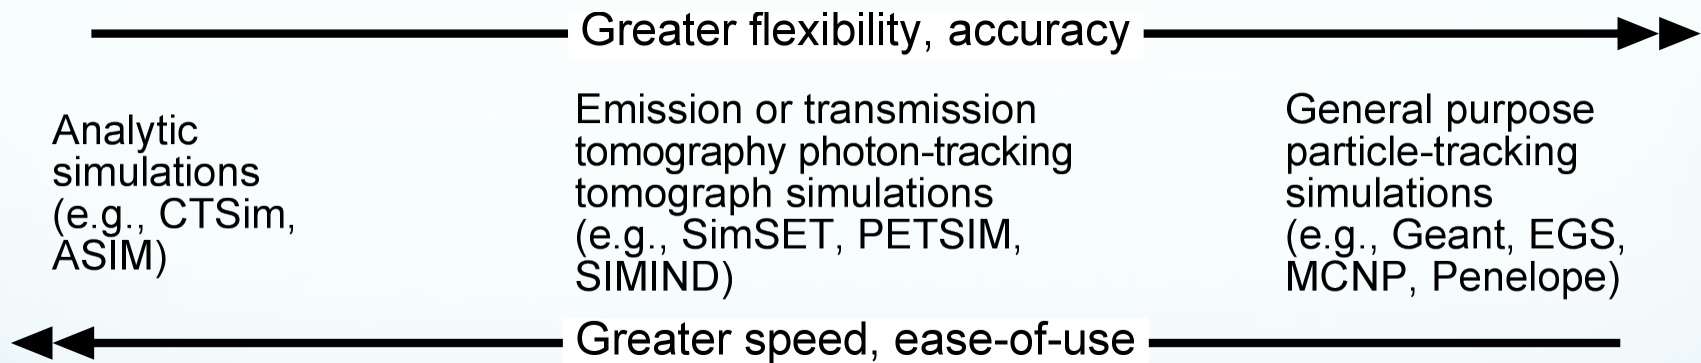 Greater flexibility, accuracy
Analytic
simulations
(e.g., CTSim,
ASIM)
Emission or transmission
tomography photon-tracking
tomograph simulations
(e.g., SimSET, PETSIM,
SIMIND)
General purpose
particle-tracking
simulations
(e.g., Geant, EGS,
MCNP, Penelope)
Greater speed, ease-of-use